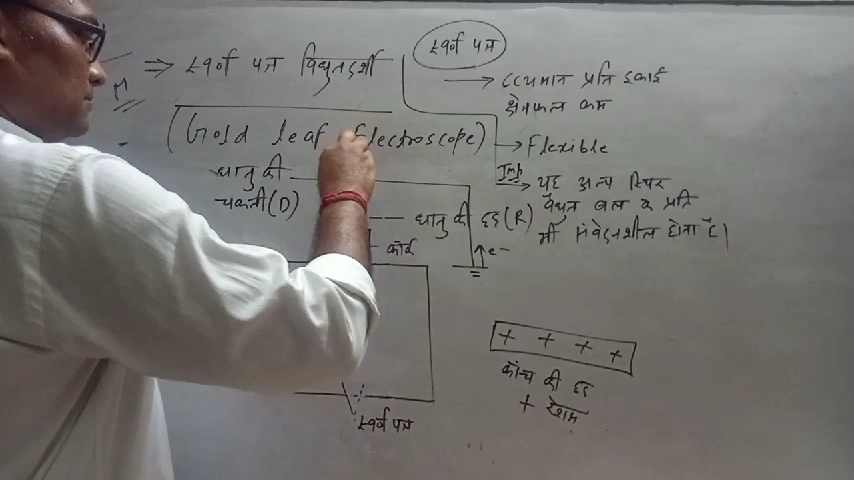 ⇒ स्वर्ण पत्र विद्युतदर्शी
(Gold leaf Electroscope)
धातु की
चकती (D)
धातु की छड़ (R)
कॉर्क
स्वर्ण पत्र
स्वर्ण पत्र
→ द्रव्यमान प्रति इकाई
क्षेत्रफल कम
→ Flexible
Imp
→ यह अल्प स्थिर
वैधुत बल के प्रति
भी संवेदनशील होता है।
↑ e-
+ + + +
काँच की छड़
+ रेशम